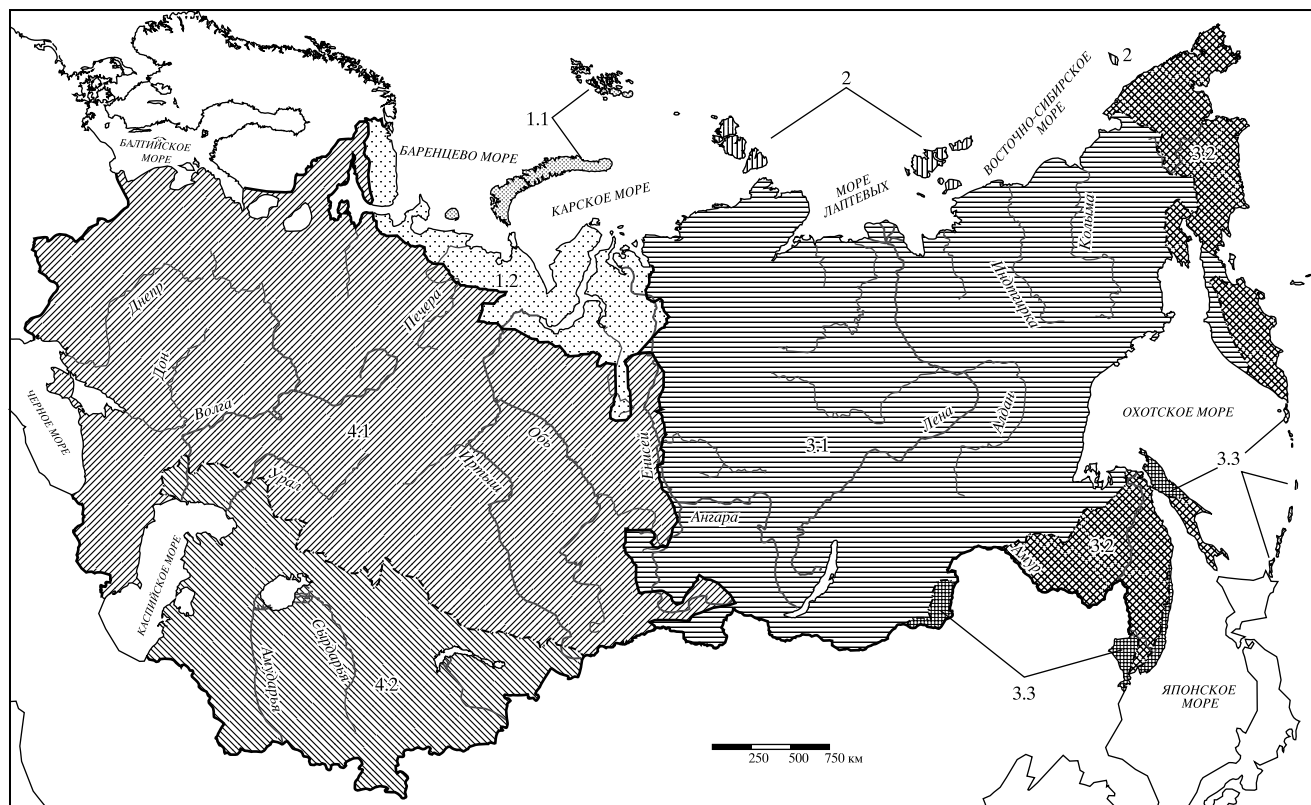 2
2
1.1
ВОСТОЧНО-СИБИРСКОЕ
МОРЕ
БАЛТИЙСКОЕ
МОРЕ
БАРЕНЦЕВО МОРЕ
3.2
КАРСКОЕ МОРЕ
МОРЕ
ЛАПТЕВЫХ
Колыма
1.2
Днепр
Печера
Индигирка
Дон
Волга
ЧЕРНОЕ МОРЕ
4.1
Обь
Иртыш
Енисей
Лена
Алдан
ОХОТСКОЕ МОРЕ
3.1
3.3
Урал
Ангара
3.2
Амур
КАСПИЙСКОЕ МОРЕ
Сырдарья
Амударья
4.2
3.3
ЯПОНСКОЕ
МОРЕ
250 500 750 км